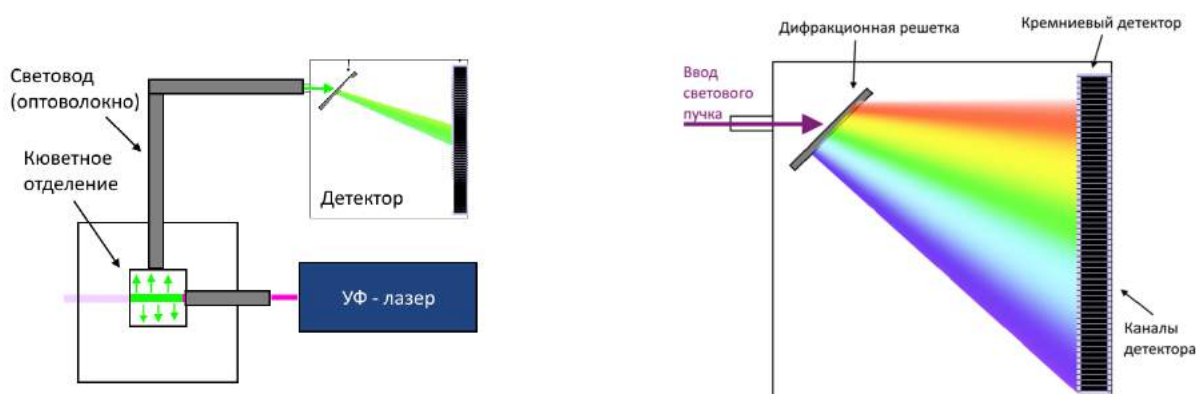 Световод
(оптоволокно)
Кюветное
отделение
Детектор
УФ - лазер
Дифракционная решетка
Кремниевый детектор
Ввод
светового
пучка
Каналы
детектора